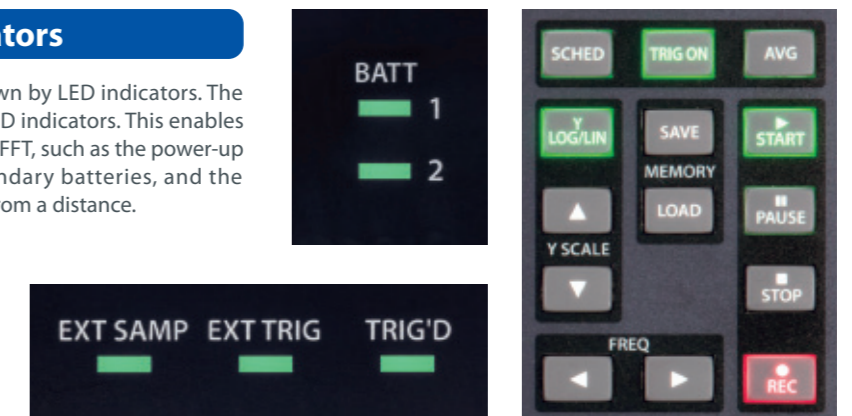 ators
wn by LED indicators. The
D indicators. This enables
FFT, such as the power-up
ndary batteries, and the
rom a distance.
BATT
1
2
EXT SAMP EXT TRIG TRIG'D
SCHED TRIG ON AVG
Y
LOG/LIN
SAVE
START
MEMORY
LOAD
PAUSE
Y SCALE
STOP
FREQ
REC